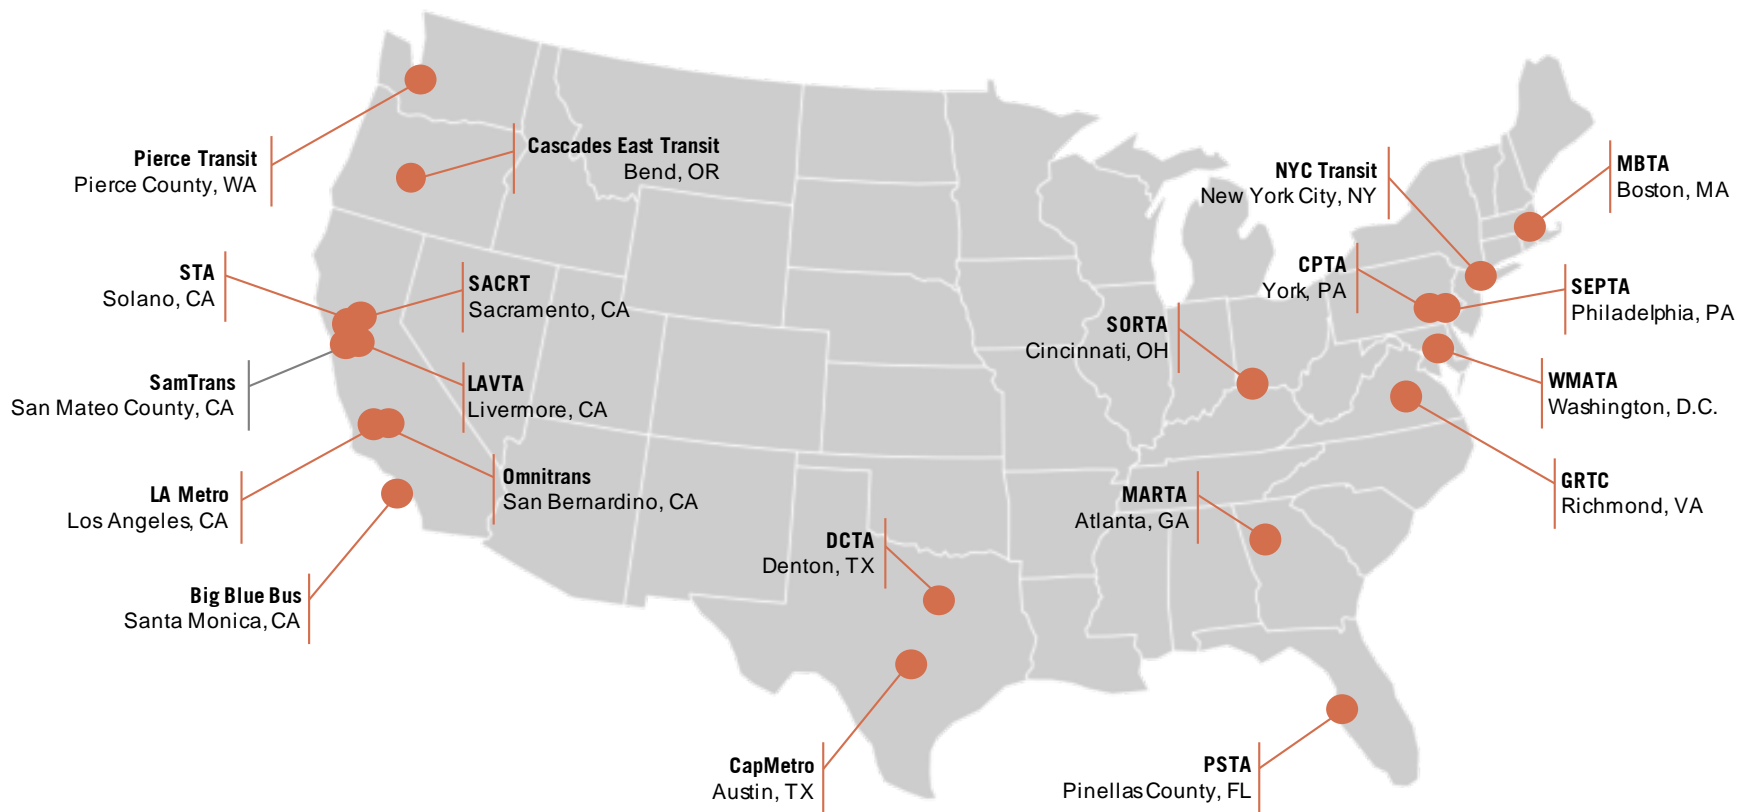 Pierce Transit
Pierce County, WA
Cascades East Transit
Bend, OR
NYC Transit
New York City, NY
MBTA
Boston, MA
STA
Solano, CA
SACRT
Sacramento, CA
CPTA
York, PA
SEPTA
Philadelphia, PA
SORTA
Cincinnati, OH
SamTrans
San Mateo County, CA
LAVTA
Livermore, CA
WMATA
Washington, D.C.
LA Metro
Los Angeles, CA
Omnitrans
San Bernardino, CA
MARTA
Atlanta, GA
GRTC
Richmond, VA
DCTA
Denton, TX
Big Blue Bus
Santa Monica, CA
CapMetro
Austin, TX
PSTA
Pinellas County, FL